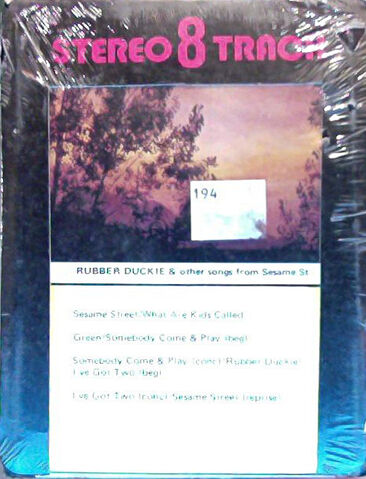 STEREO 8 TRACK
194
RUBBER DUCKIE & other songs from Sesame St
Sesame Street/What Are Kids Called
Green/Somebody Come & Play (beg)
Somebody Come & Play (conc)/Rubber Duckie/
I've Got Two (beg)
I've Got Two (conc)/Sesame Street (reprise)